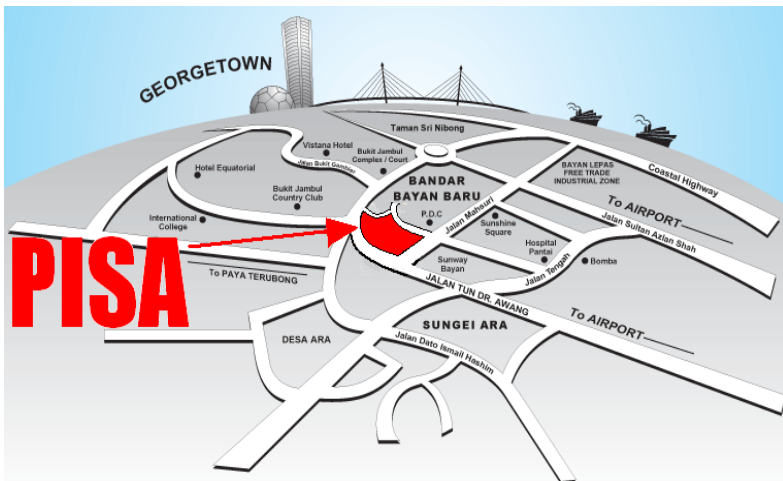 GEORGETOWN
Taman Sri Nibong
Vistana Hotel
Bukit Jambul
Complex / Court
Jalan Bukit Gambier
Hotel Equatorial
BAYAN LEPAS
FREE TRADE
INDUSTRIAL ZONE
Coastal Highway
BANDAR
BAYAN BARU
Bukit Jambul
Country Club
To AIRPORT
P.D.C
Jalan Mahsuri
International
College
Sunshine
Square
Jalan Sultan Azlan Shah
PISA
Hospital
Pantai
Sunway
Bayan
Jalan Tengah
Bomba
To PAYA TERUBONG
JALAN TUN DR. AWANG
To AIRPORT
SUNGEI ARA
DESA ARA
Jalan Dato Ismail Hashim